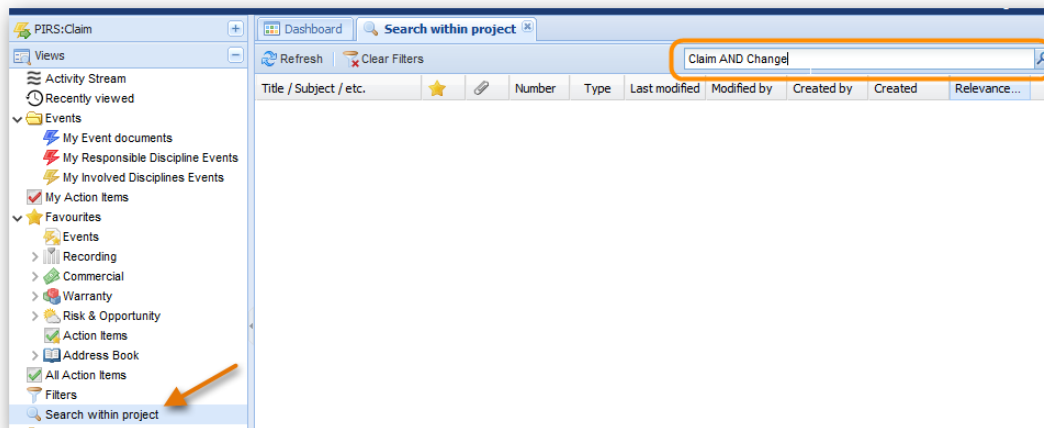 PIRS:Claim
Views
Activity Stream
Recently viewed
Events
My Event documents
My Responsible Discipline Events
My Involved Disciplines Events
My Action Items
Favourites
Events
Recording
Commercial
Warranty
Risk & Opportunity
Action Items
Address Book
All Action Items
Filters
Search within project
Dashboard Search within project
Refresh Clear Filters Claim AND Change
Title / Subject / etc. Number Type Last modified Modified by Created by Created Relevance...